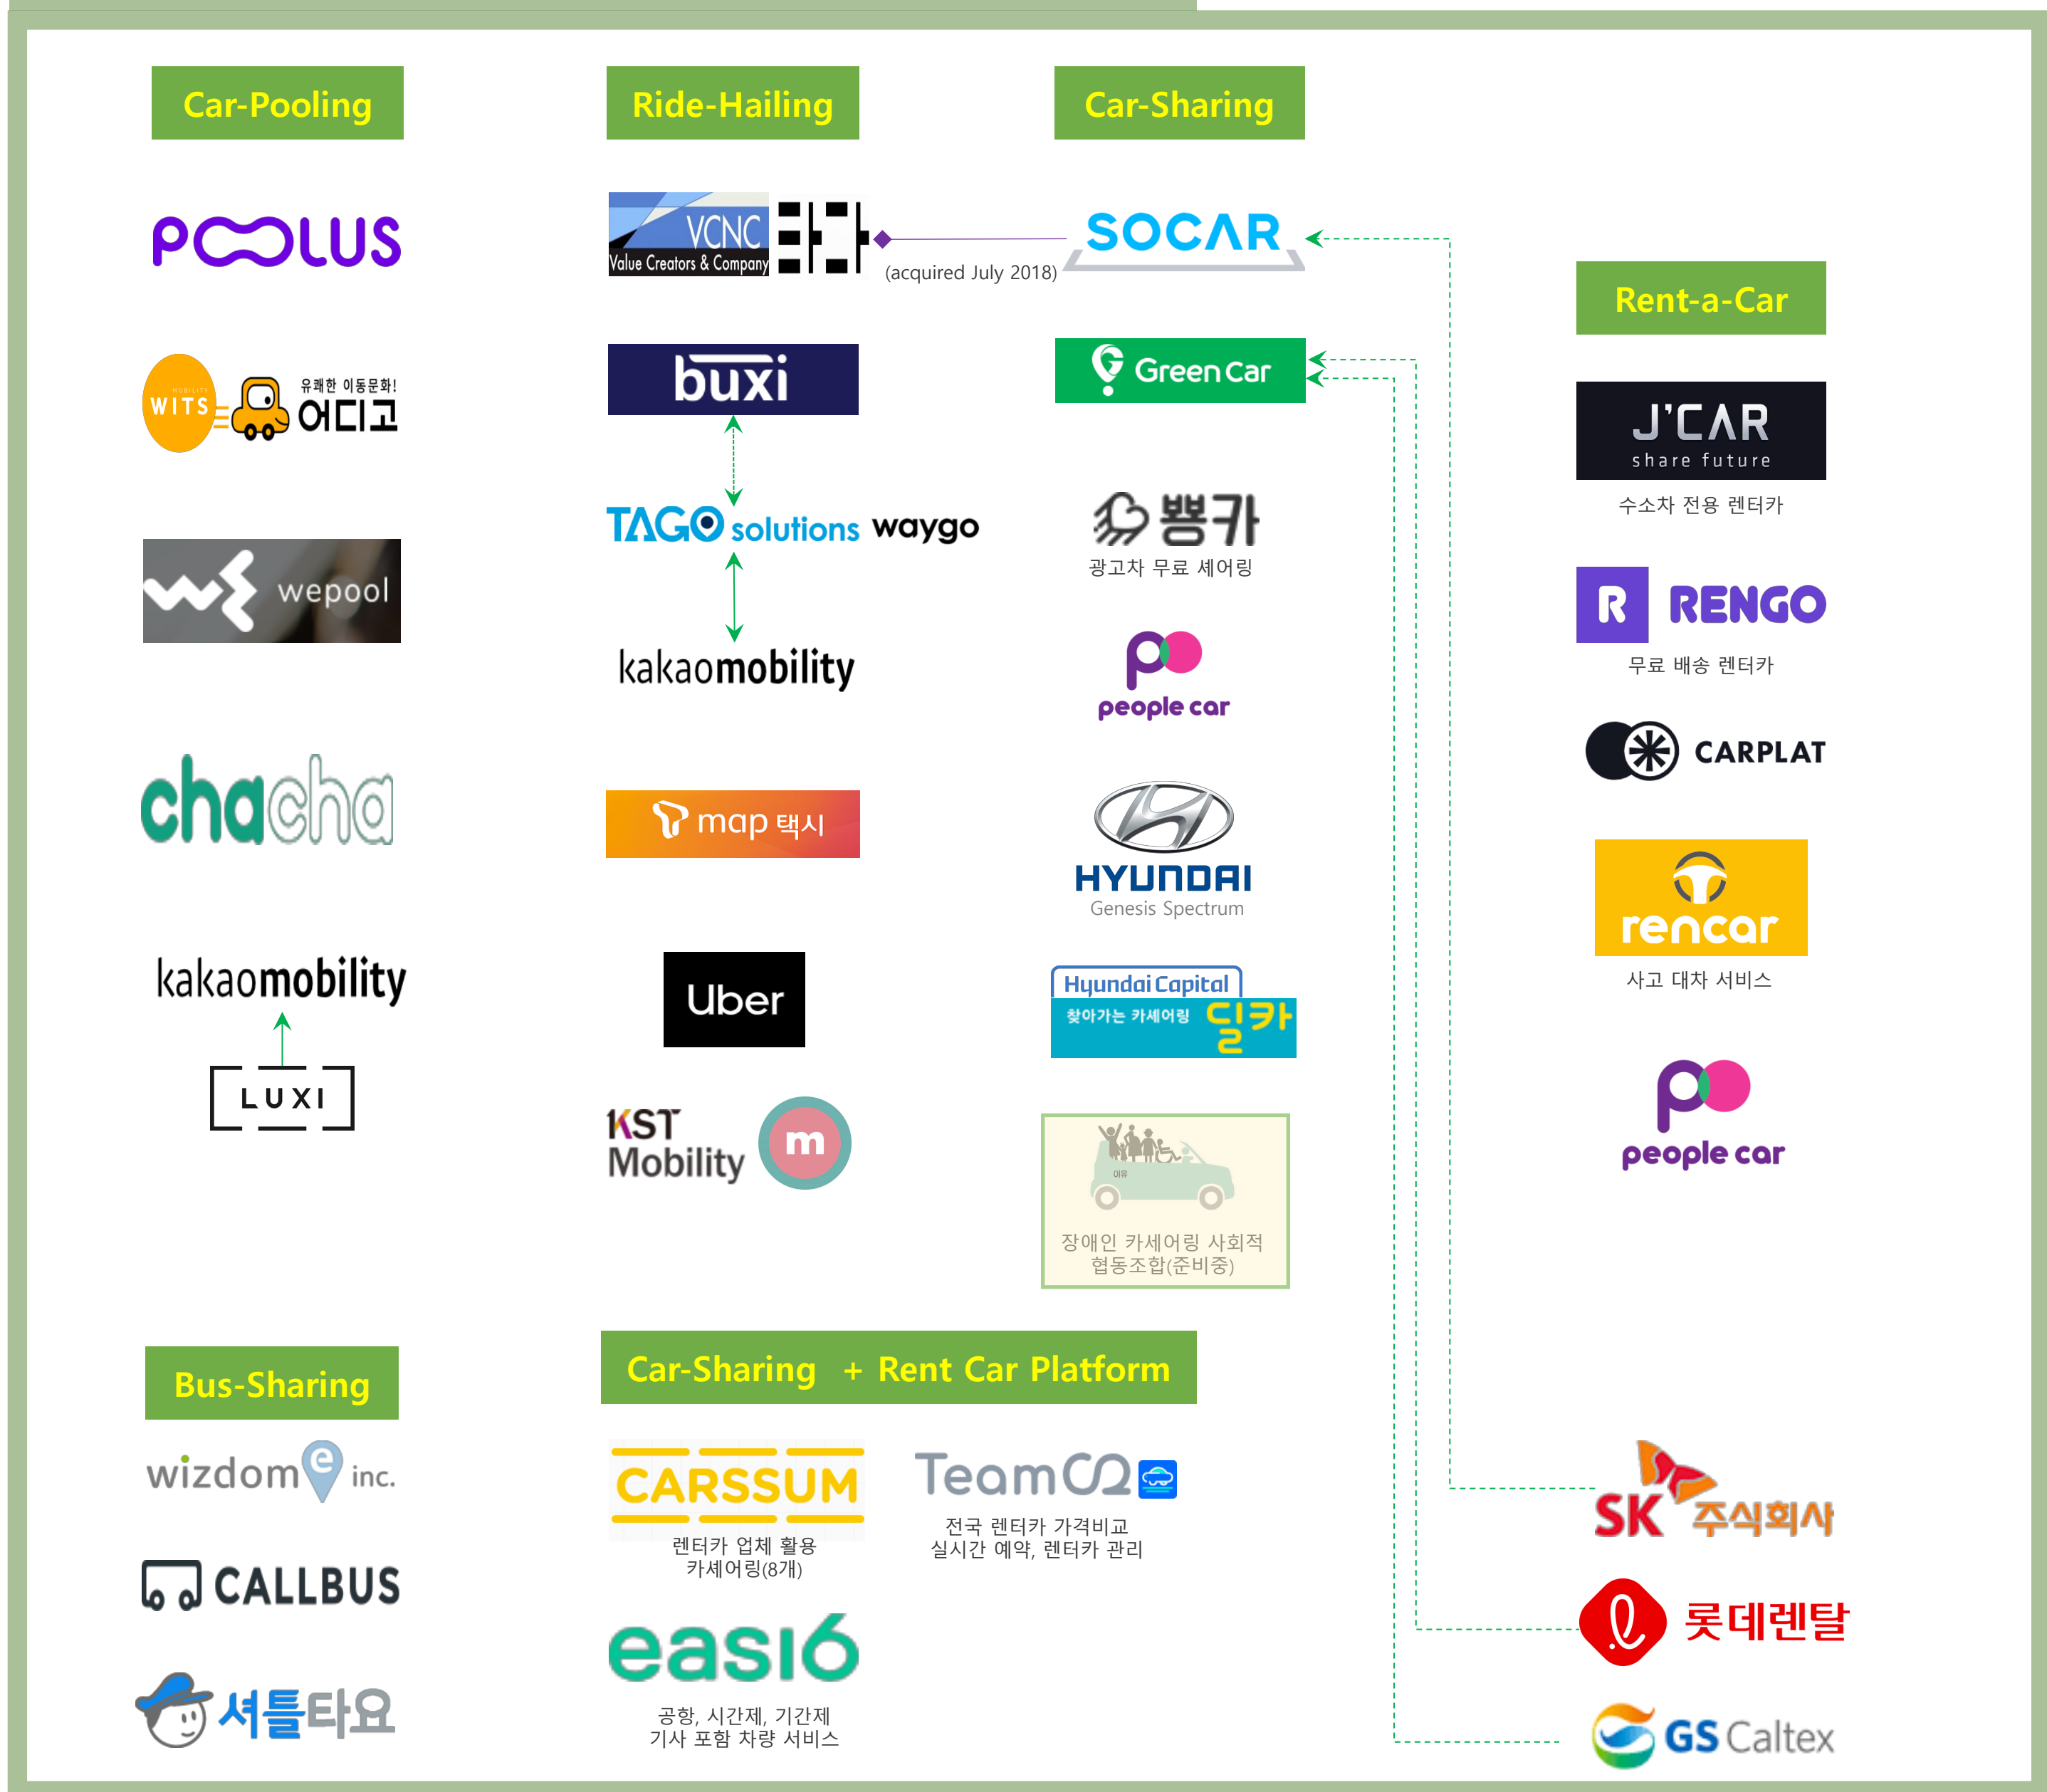 Car-Pooling
POOLUS
MOBILITY
WITS
유쾌한 이동문화!
어디고
wepool
chacha
kakaomobility
LUXI
Ride-Hailing
VCNC
Value Creators & Company
타다
(acquired July 2018)
buxi
TAGO solutions waygo
kakaomobility
T map 택시
Uber
KST
Mobility
m
Car-Sharing
SOCAR
Green Car
뿅카
광고차 무료 셰어링
people car
HYUNDAI
Genesis Spectrum
Hyundai Capital
찾아가는 카셰어링 딜카
이유
장애인 카세어링 사회적
협동조합(준비중)
Rent-a-Car
J'CAR
share future
수소차 전용 렌터카
R RENGO
무료 배송 렌터카
CARPLAT
rencar
사고 대차 서비스
people car
Bus-Sharing
wizdom e inc.
CALLBUS
셔틀타요
Car-Sharing + Rent Car Platform
CARSSUM
렌터카 업체 활용
카셰어링(8개)
TeamO2
전국 렌터카 가격비교
실시간 예약, 렌터카 관리
easi6
공항, 시간제, 기간제
기사 포함 차량 서비스
SK 주식회사
롯데렌탈
GS Caltex